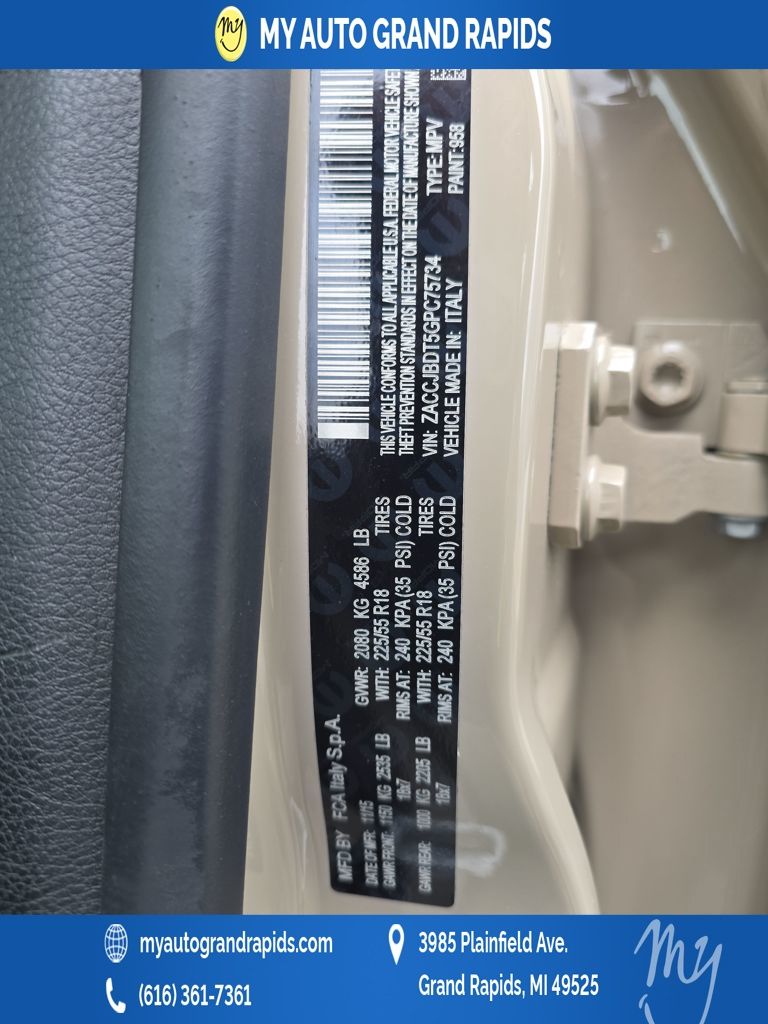 my
MY AUTO GRAND RAPIDS
MFD BY FCA Italy S.p.A.
DATE OF MFR: 11/15
GVWR: 2080 KG 4586 LB
GAWR FRONT: 1150 KG 2535 LB
WITH: 225/55 R18 TIRES
18x7
RIMS AT: 240 KPA (35 PSI) COLD
GAWR REAR: 1000 KG 2205 LB
WITH: 225/55 R18 TIRES
18x7
RIMS AT: 240 KPA (35 PSI) COLD
THIS VEHICLE CONFORMS TO ALL APPLICABLE U.S.A. FEDERAL MOTOR VEHICLE SAFE
THEFT PREVENTION STANDARDS IN EFFECT ON THE DATE OF MANUFACTURE SHOWN
VIN: ZACCJBDT5GPC75734 TYPE: MPV
VEHICLE MADE IN: ITALY PAINT: 958
myautograndrapids.com
(616) 361-7361
3985 Plainfield Ave.
Grand Rapids, MI 49525
my